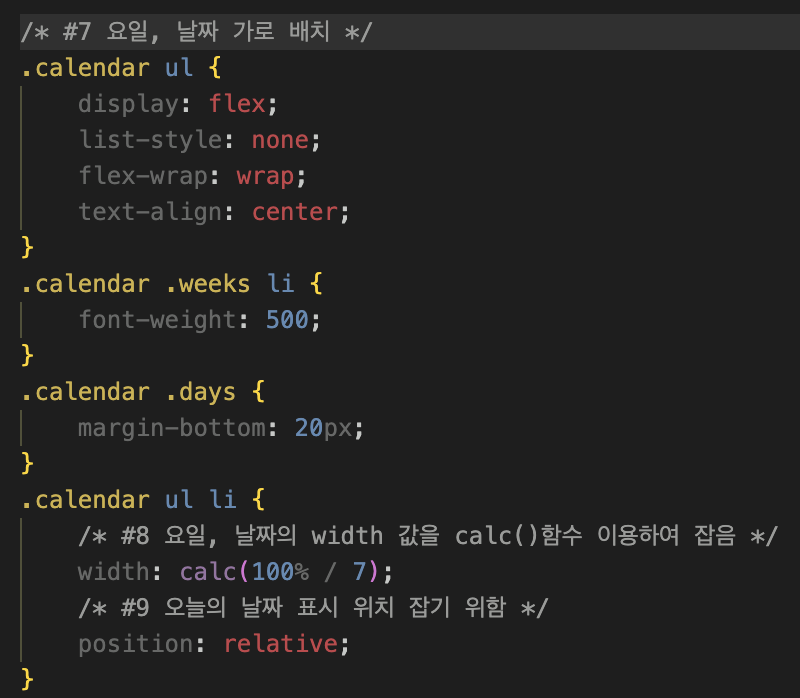 /* #7 요일, 날짜 가로 배치 */
.calendar ul {
    display: flex;
    list-style: none;
    flex-wrap: wrap;
    text-align: center;
}
.calendar .weeks li {
    font-weight: 500;
}
.calendar .days {
    margin-bottom: 20px;
}
.calendar ul li {
    /* #8 요일, 날짜의 width 값을 calc()함수 이용하여 잡음 */
    width: calc(100% / 7);
    /* #9 오늘의 날짜 표시 위치 잡기 위함 */
    position: relative;
}